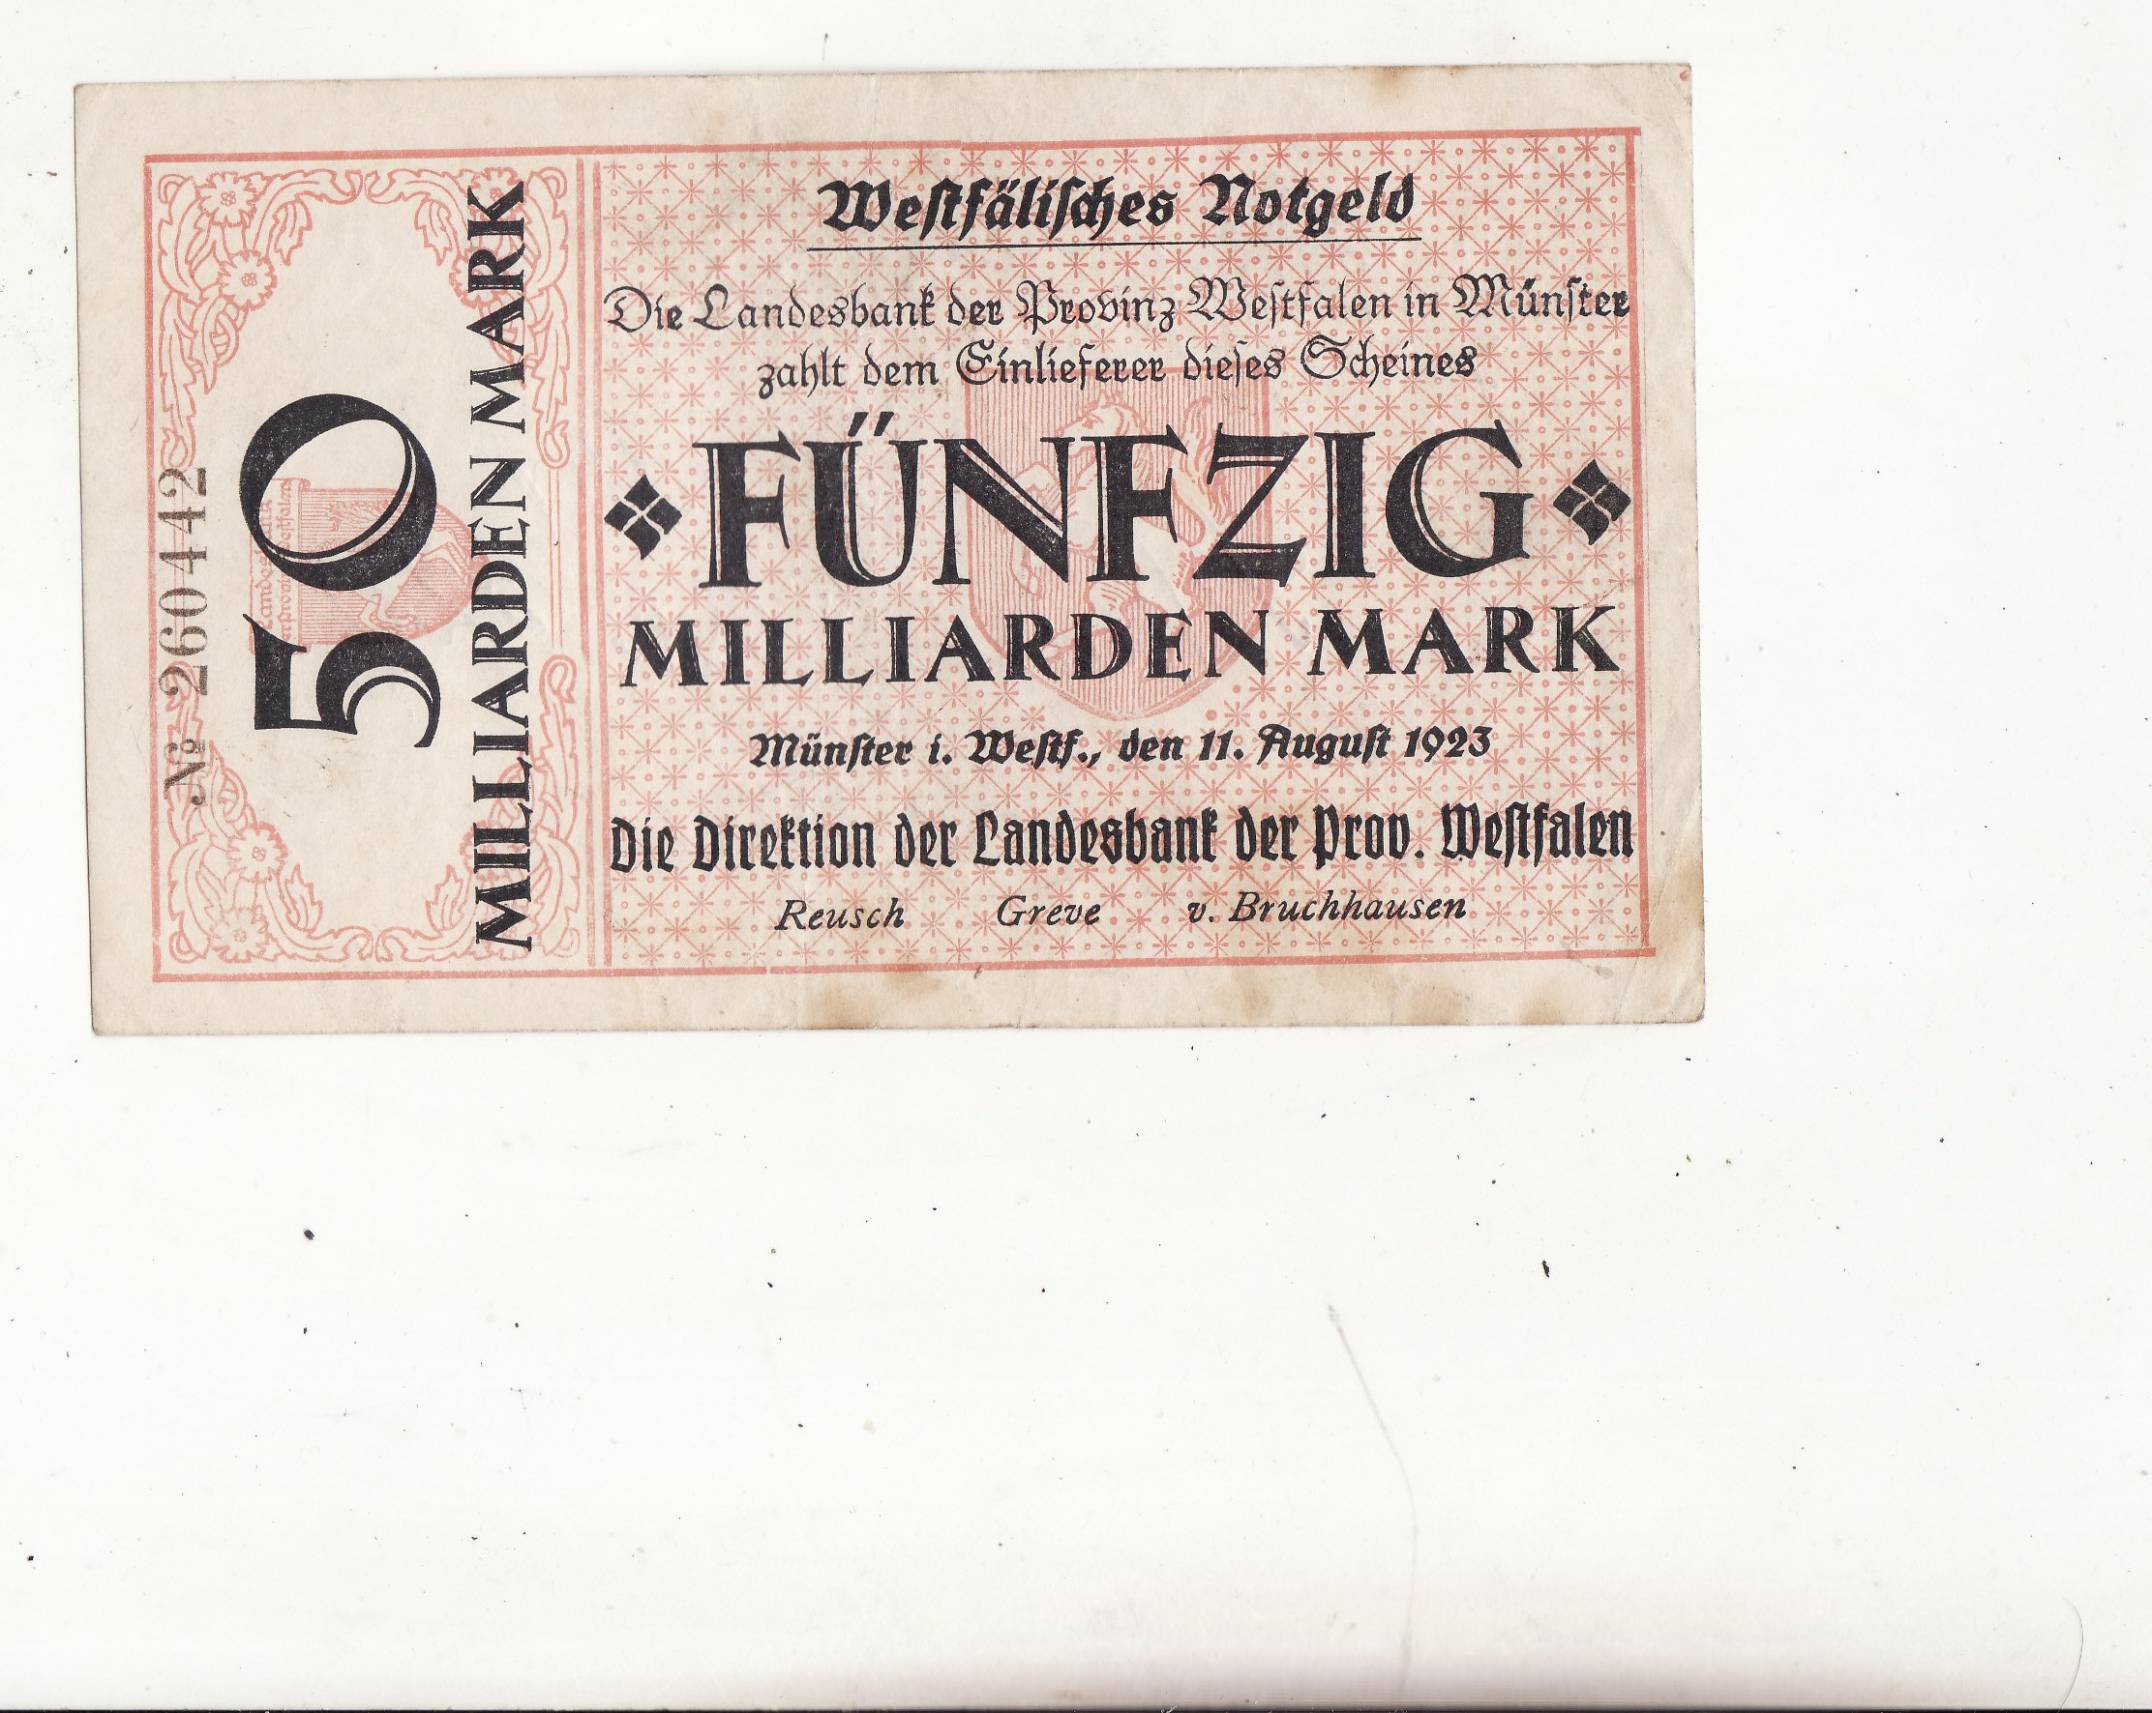 № 260442
50
MILLIARDEN MARK
Westfälisches Notgeld
Die Landesbank der Provinz Westfalen in Münster
zahlt dem Einlieferer dieses Scheines
FÜNFZIG
MILLIARDEN MARK
Münster i. Westf., den 11. August 1923
Die Direktion der Landesbank der Prov. Westfalen
Reusch Greve v. Bruchhausen